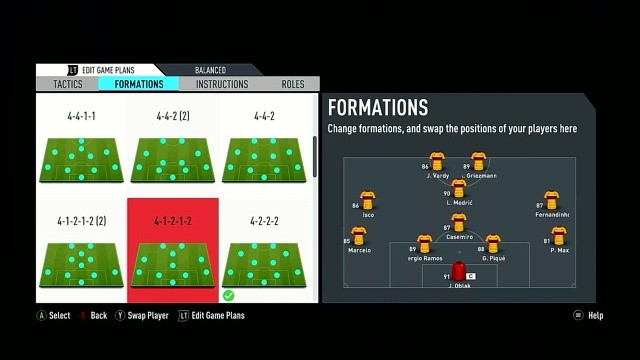 LT EDIT GAME PLANS BALANCED
TACTICS FORMATIONS INSTRUCTIONS ROLES
4-4-1-1 4-4-2 (2) 4-4-2
4-1-2-1-2 (2) 4-1-2-1-2 4-2-2-2
FORMATIONS
Change formations, and swap the positions of your players here
86 89
J. Vardy . Griezmann
90
L. Modrić
86 87
Isco Fernandinho
87
Casemiro
85 89 88 81
Marcelo ergio Ramos G. Piqué P. Max
91 C
J. Oblak
A Select B Back Y Swap Player LT Edit Game Plans Help